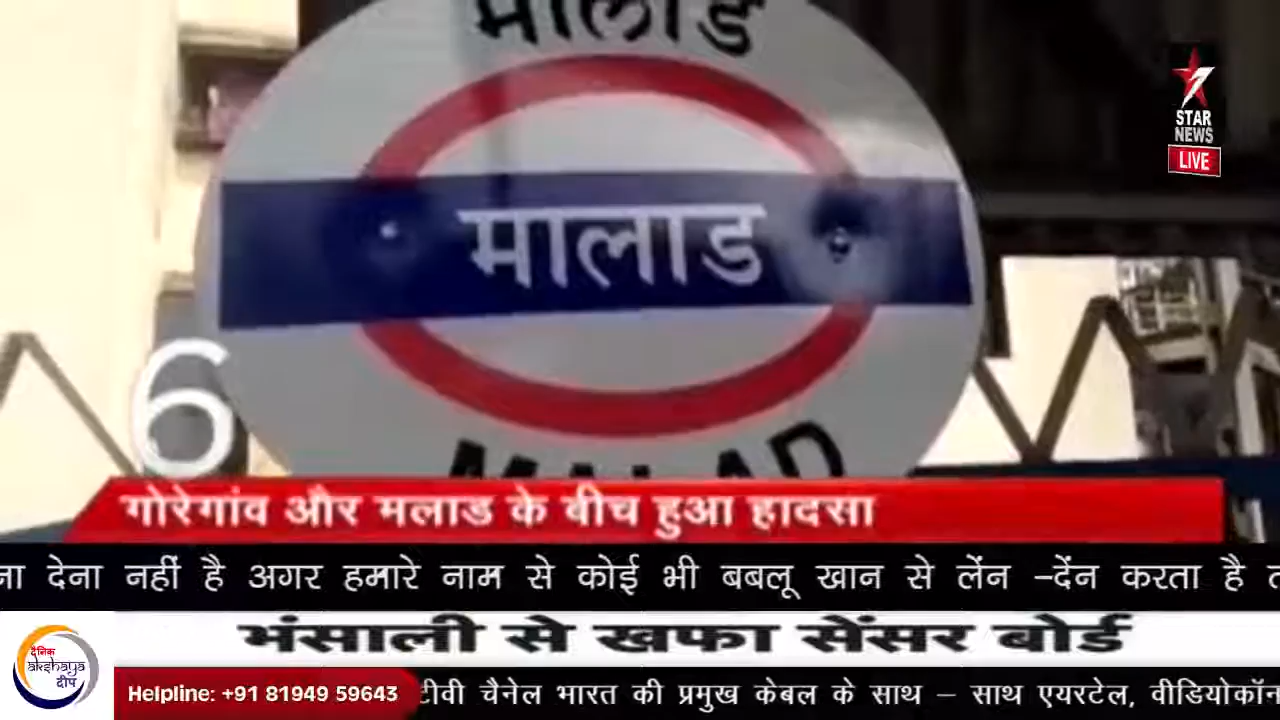 मालाड
STAR
NEWS
LIVE
मालाड
MALAD
6
गोरेगांव और मलाड के बीच हुआ हादसा
ना देना नहीं है अगर हमारे नाम से कोई भी बबलू खान से लेंन -देंन करता है त
भंसाली से खफा सेंसर बोर्ड
दैनिक
akshaya
दीप
Helpline: +91 81949 59643
टीवी चैनेल भारत की प्रमुख केबल के साथ – साथ एयरटेल, वीडियोकॉन